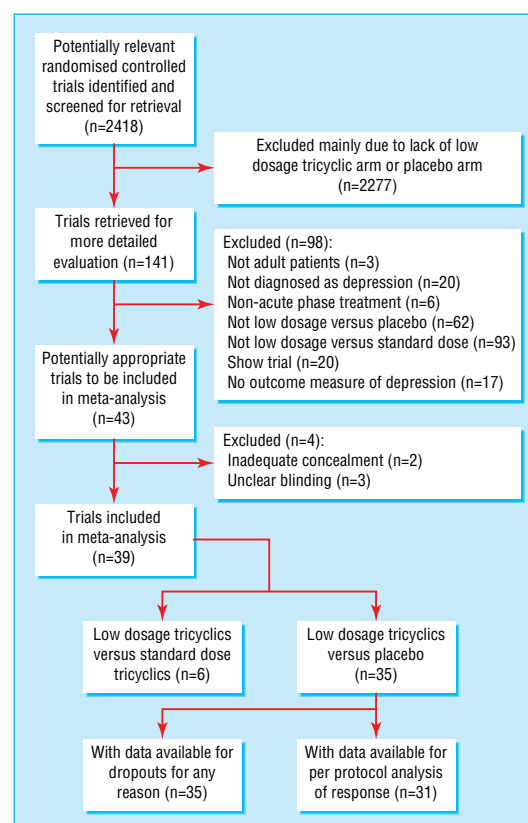 Potentially relevant
randomised controlled
trials identified and
screened for retrieval
(n=2418)
Excluded mainly due to lack of low
dosage tricyclic arm or placebo arm
(n=2277)
Trials retrieved for
more detailed
evaluation (n=141)
Excluded (n=98):
Not adult patients (n=3)
Not diagnosed as depression (n=20)
Non-acute phase treatment (n=6)
Not low dosage versus placebo (n=62)
Not low dosage versus standard dose (n=93)
Show trial (n=20)
No outcome measure of depression (n=17)
Potentially appropriate
trials to be included
in meta-analysis
(n=43)
Excluded (n=4):
Inadequate concealment (n=2)
Unclear blinding (n=3)
Trials included
in meta-analysis
(n=39)
Low dosage tricyclics
versus standard dose
tricyclics (n=6)
Low dosage tricyclics
versus placebo
(n=35)
With data available for
dropouts for any
reason (n=35)
With data available for
per protocol analysis
of response (n=31)